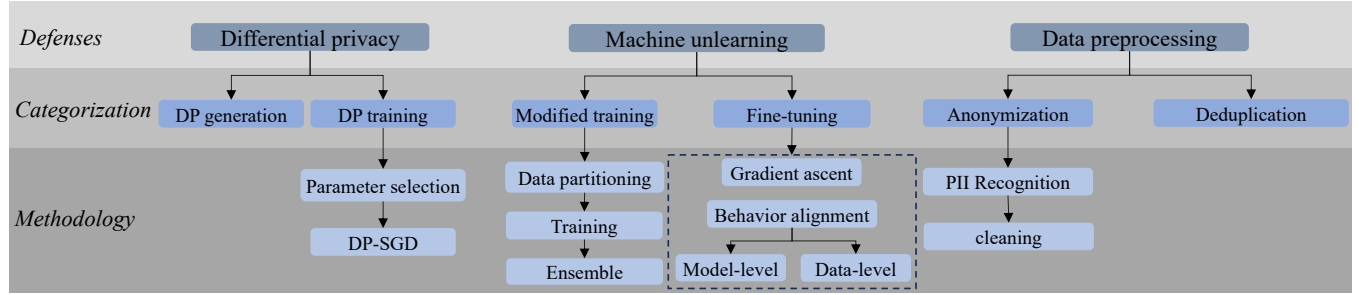 Defenses
Differential privacy
Machine unlearning
Data preprocessing
Categorization
DP generation
DP training
Modified training
Fine-tuning
Anonymization
Deduplication
Methodology
Parameter selection
DP-SGD
Data partitioning
Training
Ensemble
Gradient ascent
Behavior alignment
Model-level
Data-level
PII Recognition
cleaning